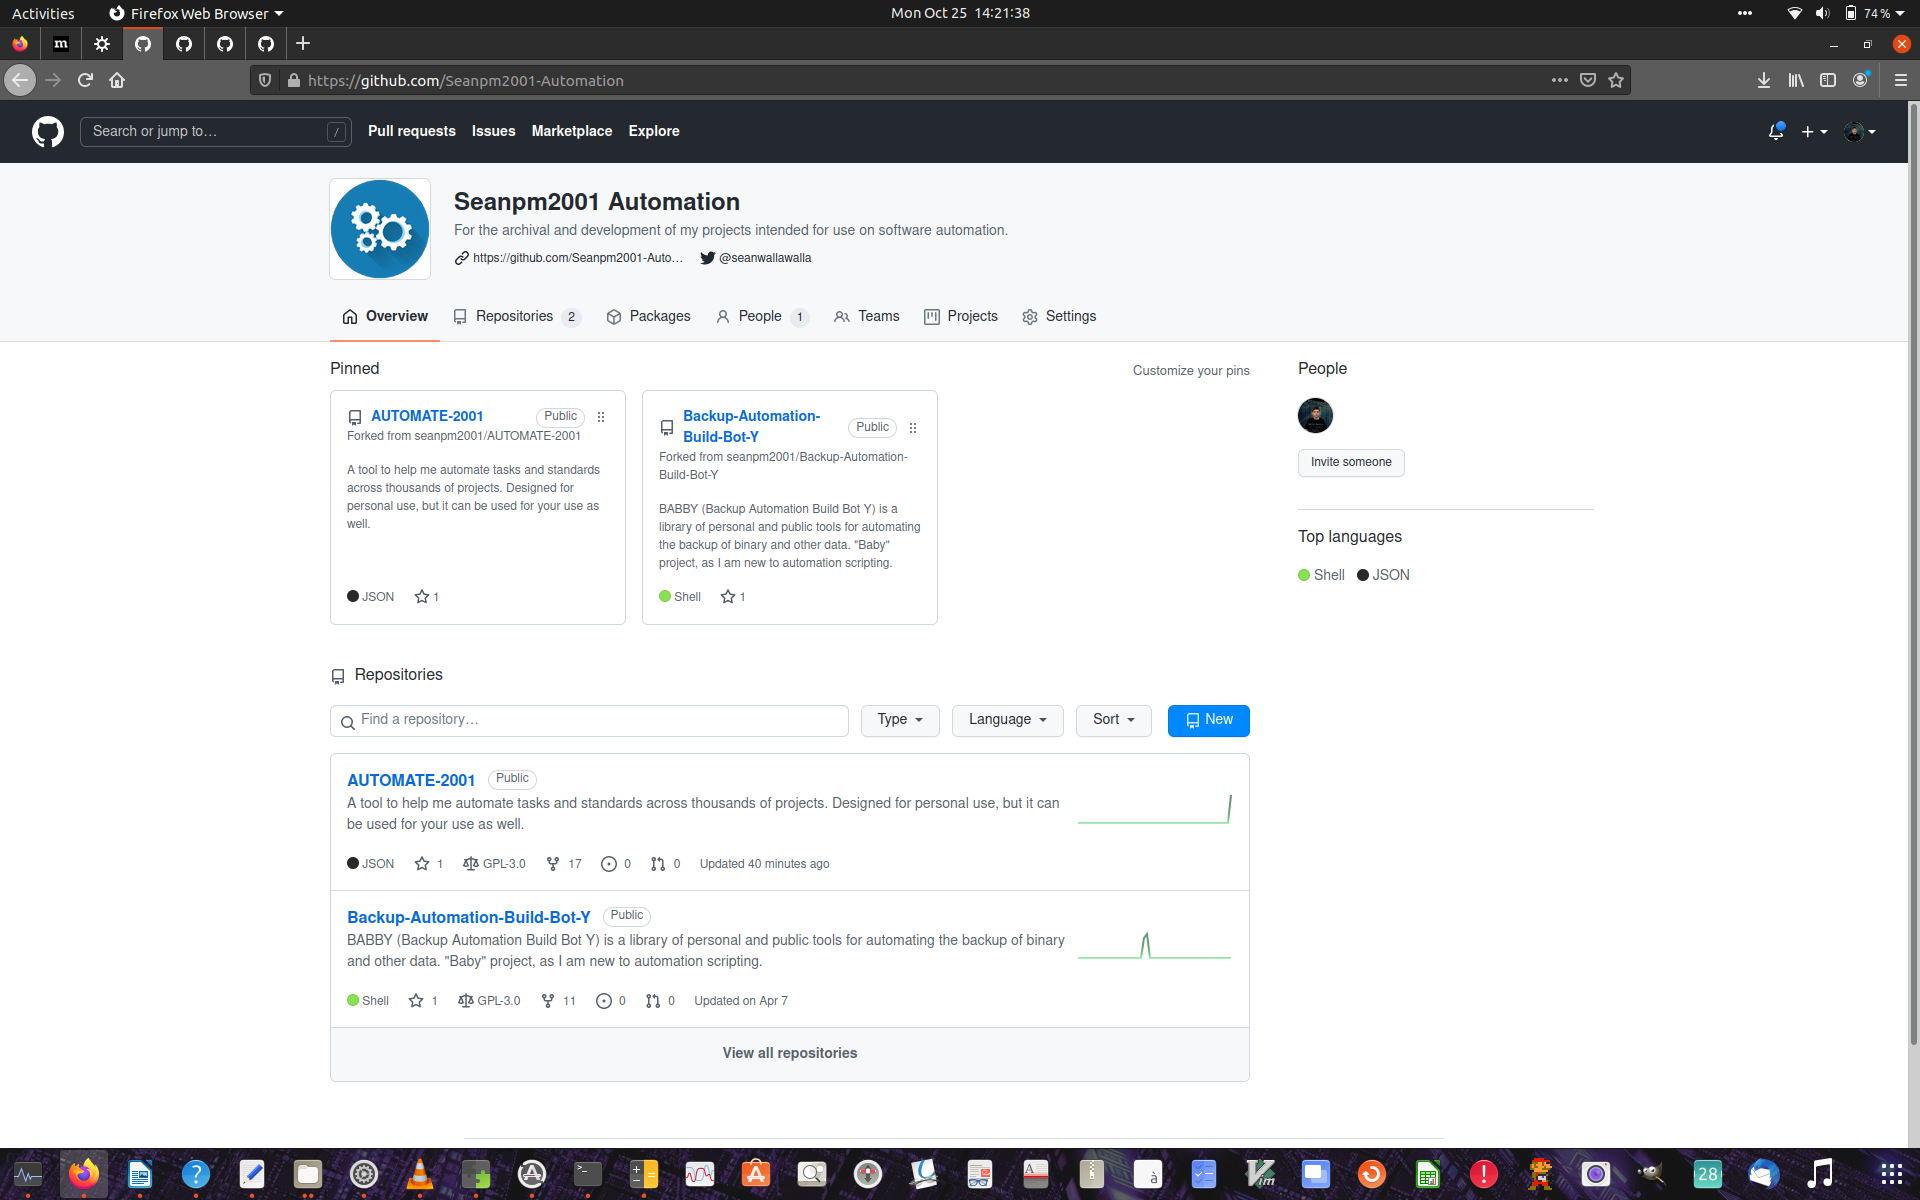 Activities
Firefox Web Browser
Mon Oct 25  14:21:38
74 %
m
https://github.com/Seanpm2001-Automation
Search or jump to…
/
Pull requests
Issues
Marketplace
Explore
Seanpm2001 Automation
For the archival and development of my projects intended for use on software automation.
https://github.com/Seanpm2001-Auto…
@seanwallawalla
Overview
Repositories 2
Packages
People 1
Teams
Projects
Settings
Pinned
Customize your pins
AUTOMATE-2001
Public
Forked from seanpm2001/AUTOMATE-2001
A tool to help me automate tasks and standards
across thousands of projects. Designed for
personal use, but it can be used for your use as
well.
JSON
1
Backup-Automation-
Build-Bot-Y
Public
Forked from seanpm2001/Backup-Automation-
Build-Bot-Y
BABBY (Backup Automation Build Bot Y) is a
library of personal and public tools for automating
the backup of binary and other data. "Baby"
project, as I am new to automation scripting.
Shell
1
People
Invite someone
Top languages
Shell
JSON
Repositories
Find a repository…
Type
Language
Sort
New
AUTOMATE-2001
Public
A tool to help me automate tasks and standards across thousands of projects. Designed for personal use, but it can
be used for your use as well.
JSON 1 GPL-3.0 17 0 0 Updated 40 minutes ago
Backup-Automation-Build-Bot-Y
Public
BABBY (Backup Automation Build Bot Y) is a library of personal and public tools for automating the backup of binary
and other data. "Baby" project, as I am new to automation scripting.
Shell 1 GPL-3.0 11 0 0 Updated on Apr 7
View all repositories
?
>_
A
à
Vim
!
28